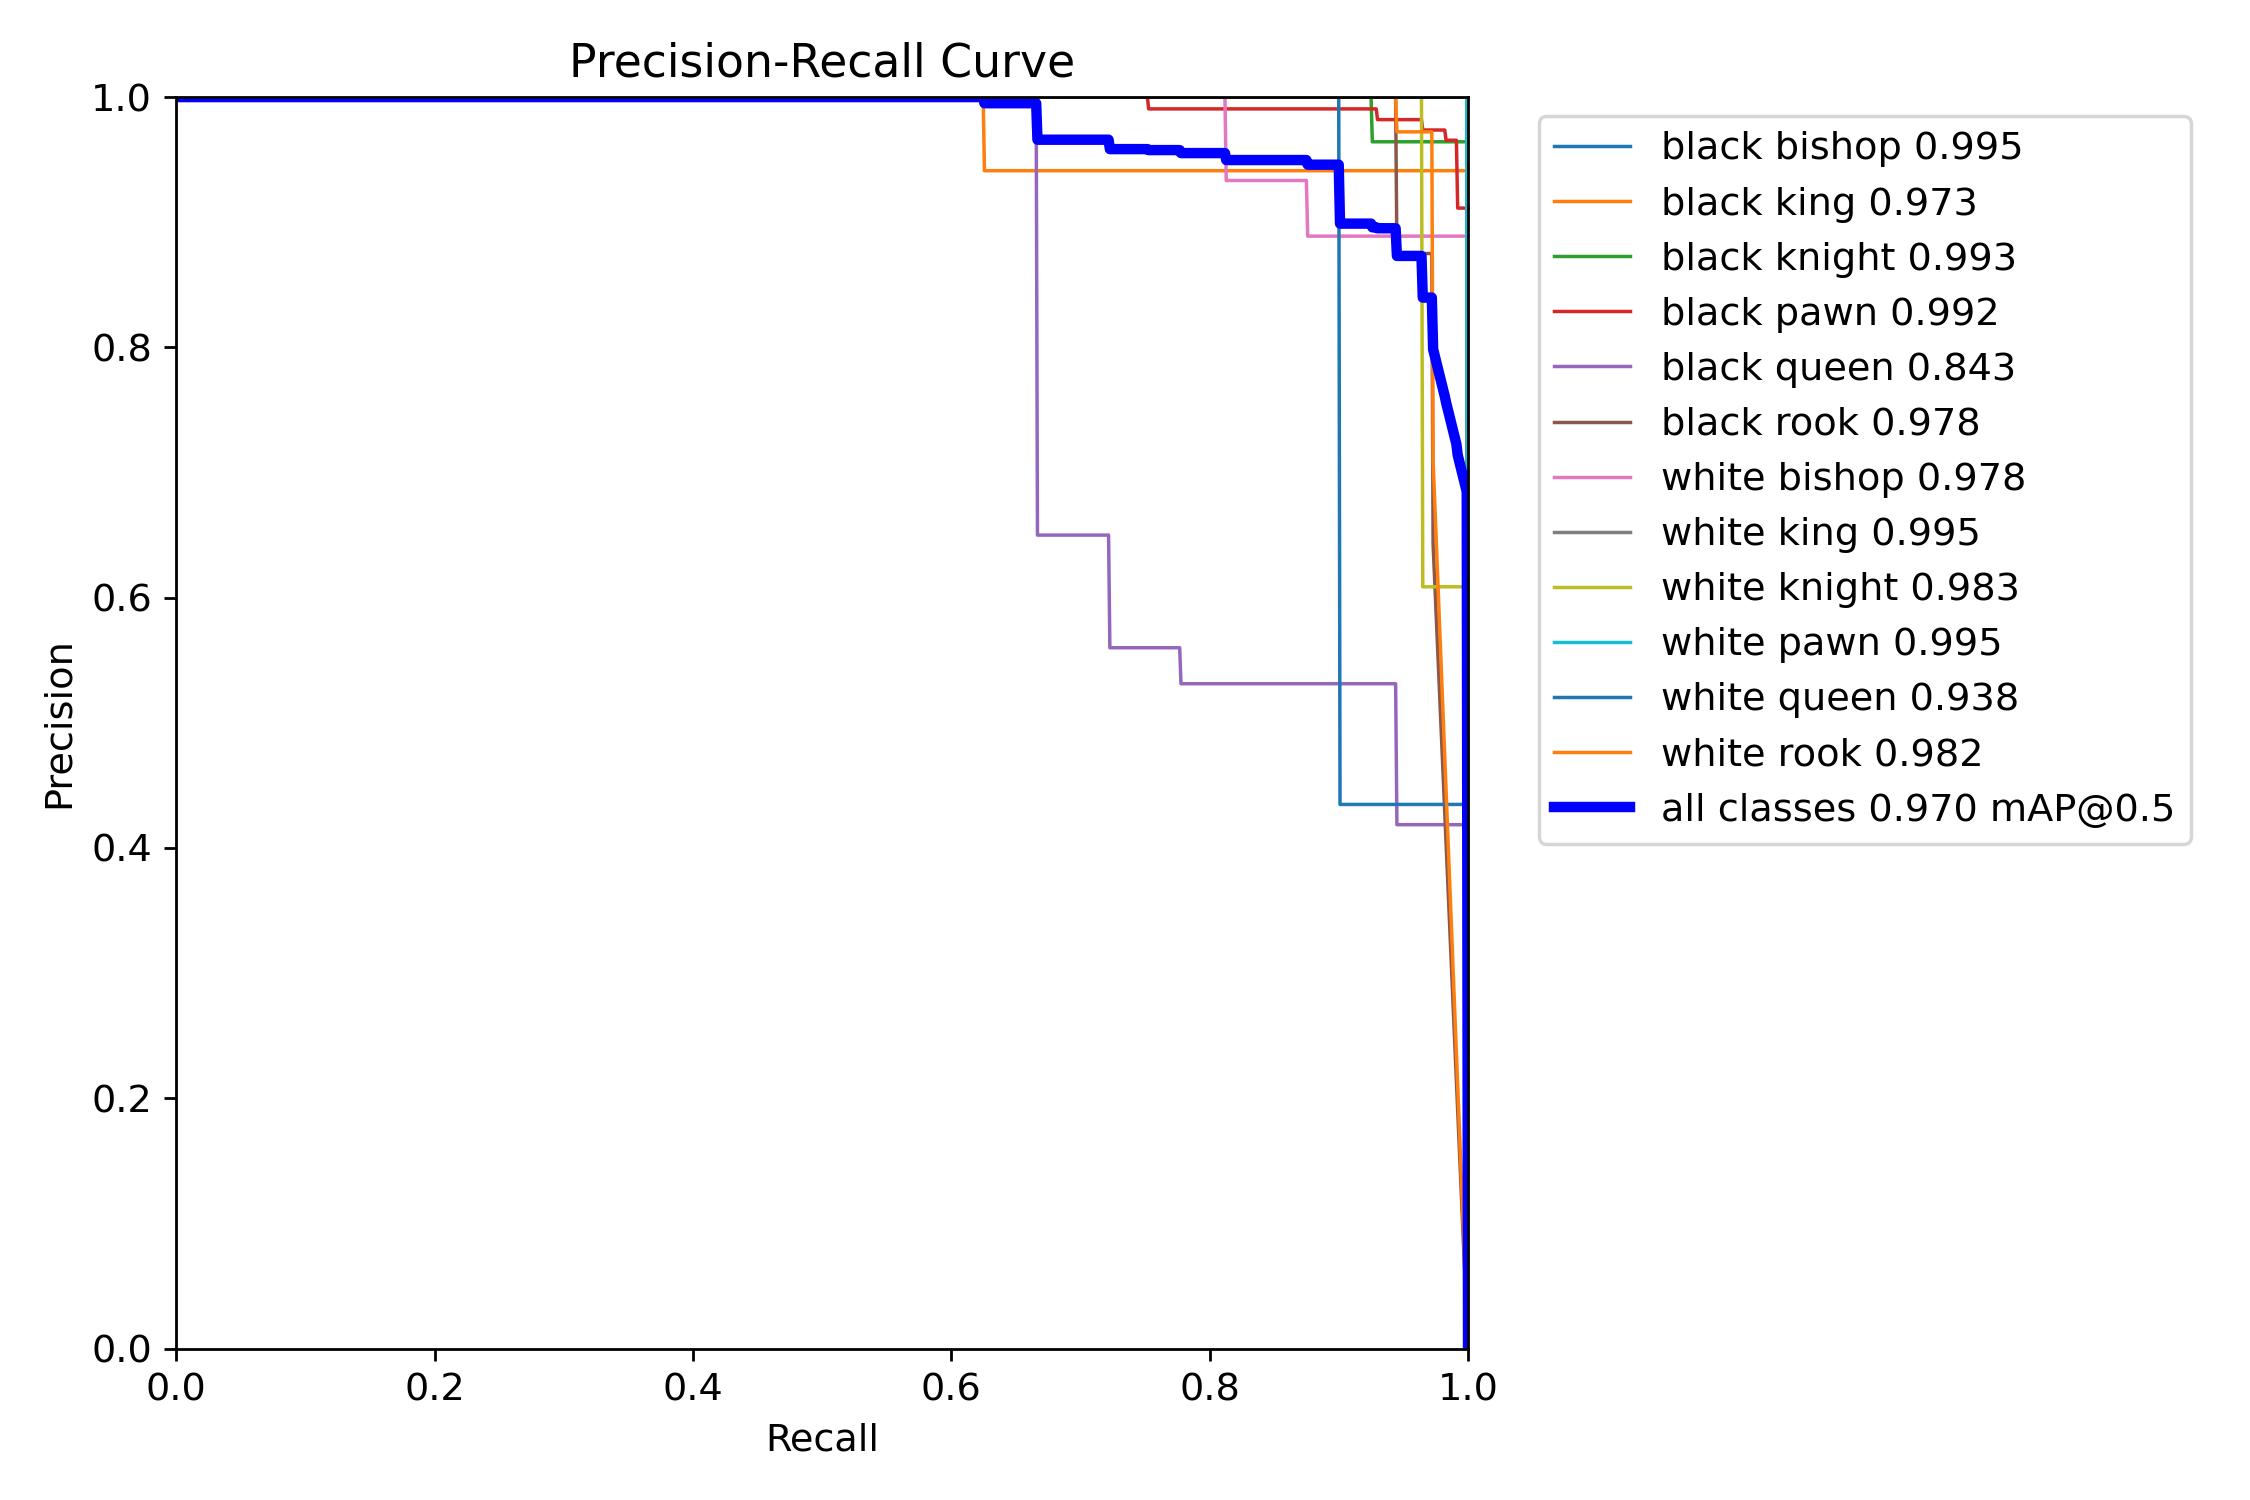 Precision-Recall Curve
1.0
0.8
0.6
0.4
0.2
0.0
Precision
0.0 0.2 0.4 0.6 0.8 1.0
Recall
black bishop 0.995
black king 0.973
black knight 0.993
black pawn 0.992
black queen 0.843
black rook 0.978
white bishop 0.978
white king 0.995
white knight 0.983
white pawn 0.995
white queen 0.938
white rook 0.982
all classes 0.970 mAP@0.5